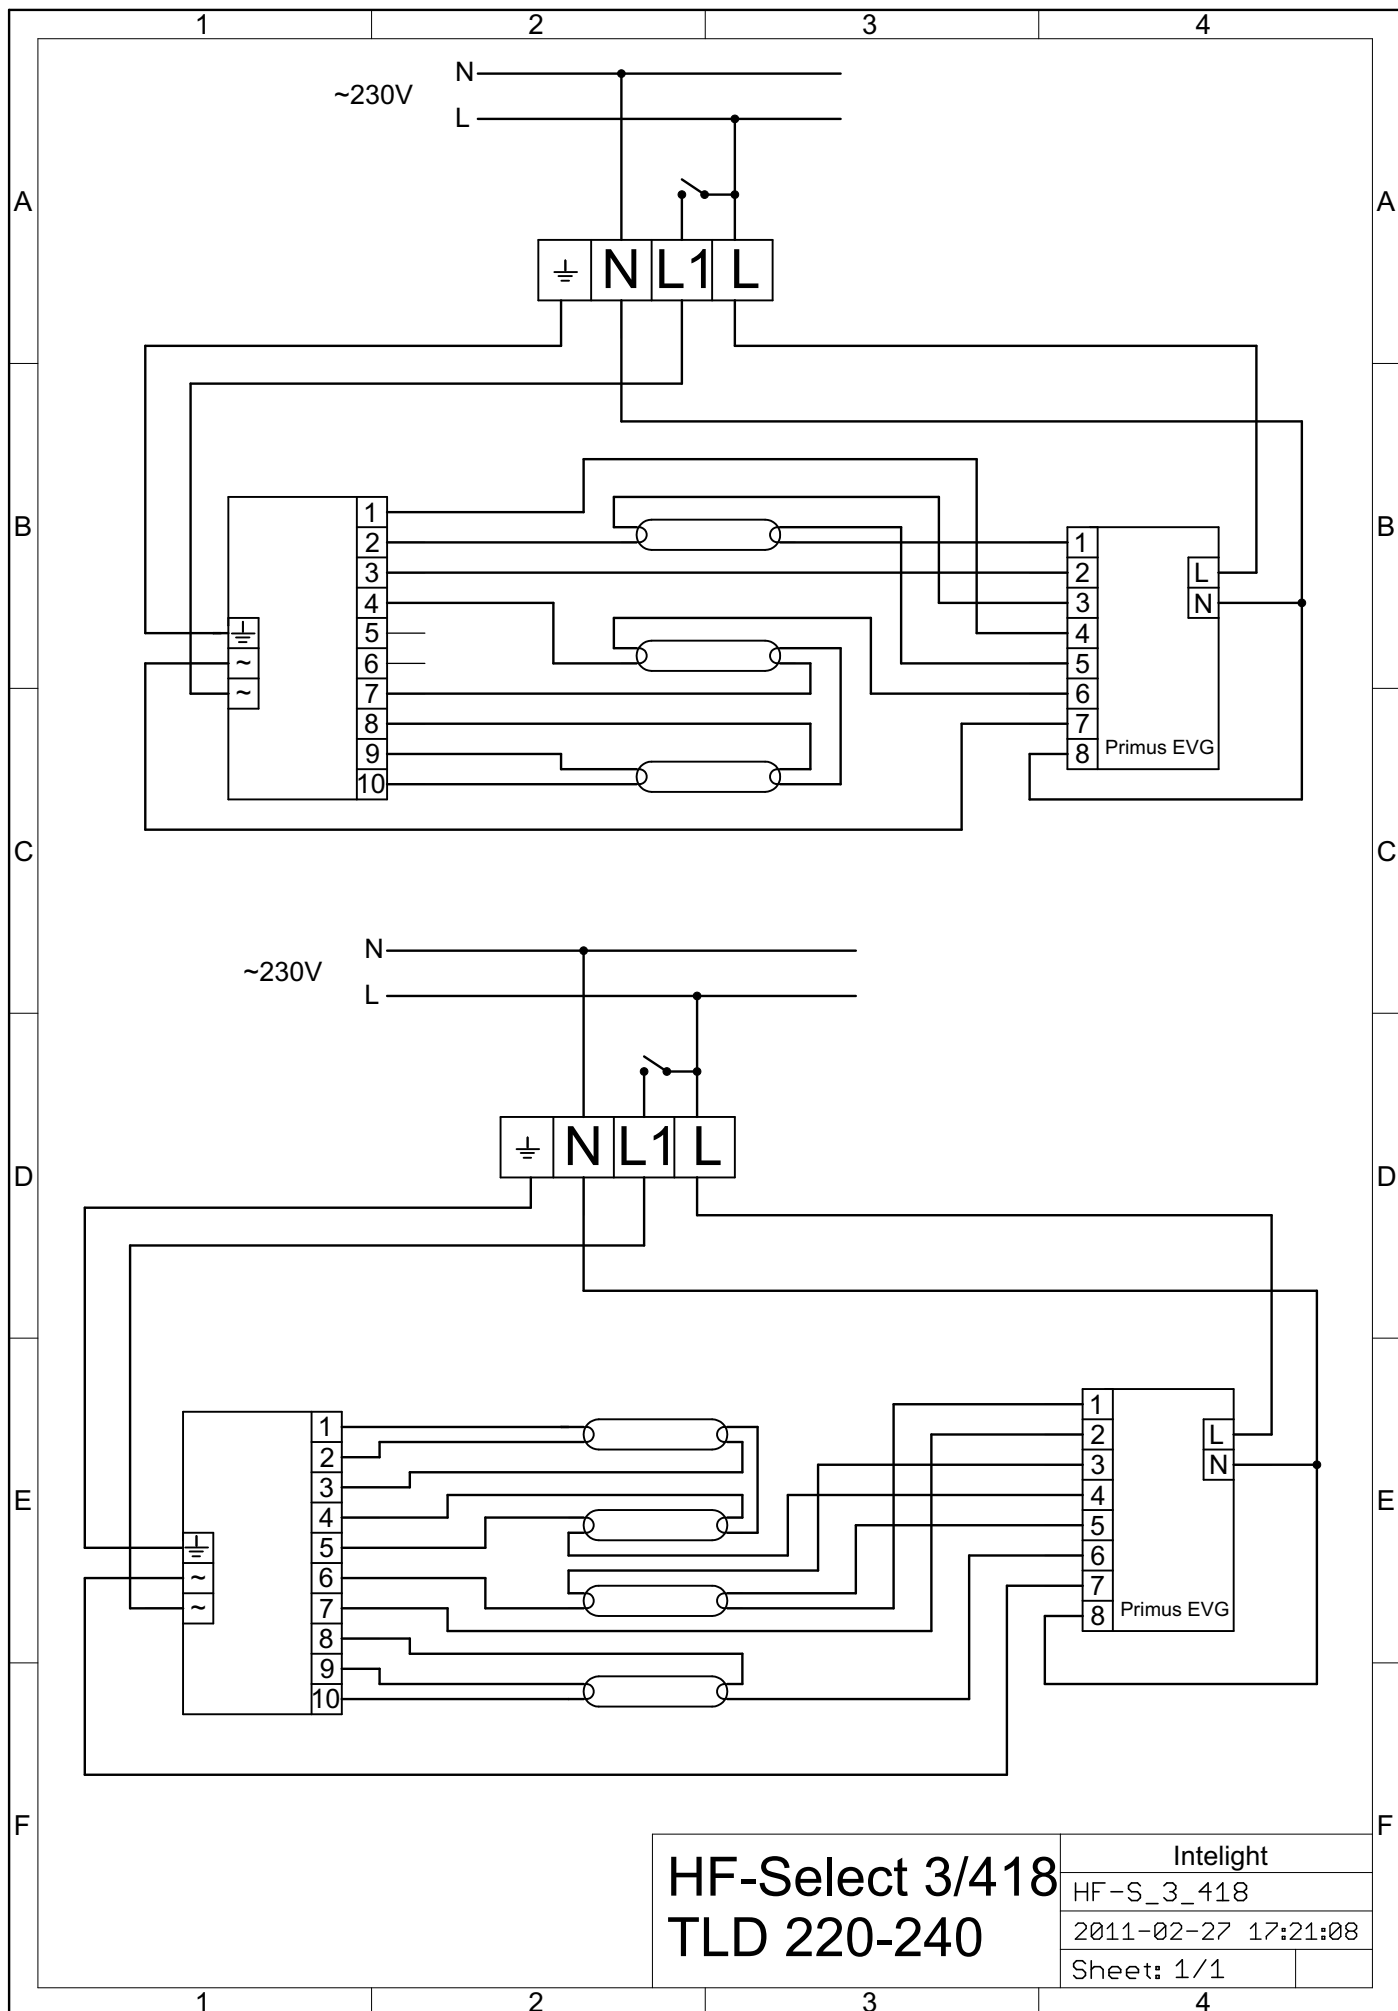 1 2 3 4
N
~230V
L
A A
⏚ N L1 L
B B
1
2
3
4
5
6
7
8
9
10
⏚
~
~
1
2
3
4
5
6
7
8
L
N
Primus EVG
C C
N
~230V
L
⏚ N L1 L
D D
1
2
3
4
5
6
7
8
9
10
⏚
~
~
1
2
3
4
5
6
7
8
L
N
Primus EVG
E E
F F
HF-Select 3/418
TLD 220-240
Intelight
HF-S_3_418
2011-02-27 17:21:08
Sheet: 1/1
1 2 3 4